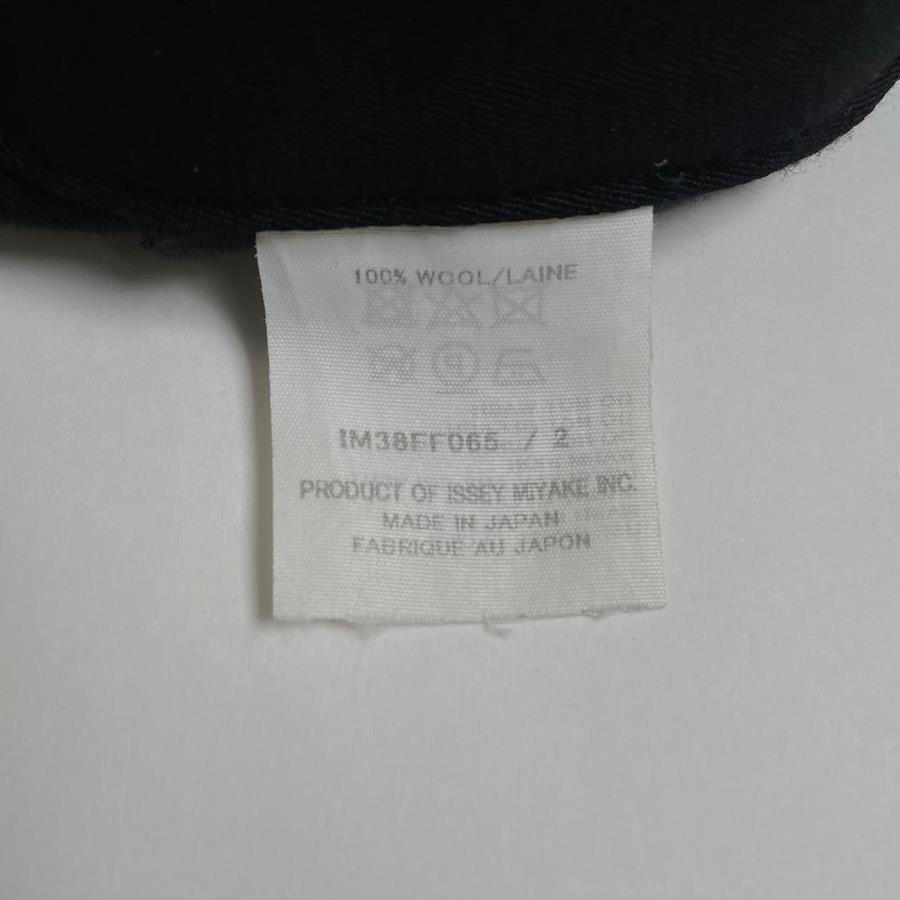 100% WOOL/LAINE
IM38FF065 / 2
PRODUCT OF ISSEY MIYAKE INC.
MADE IN JAPAN
FABRIQUE AU JAPON